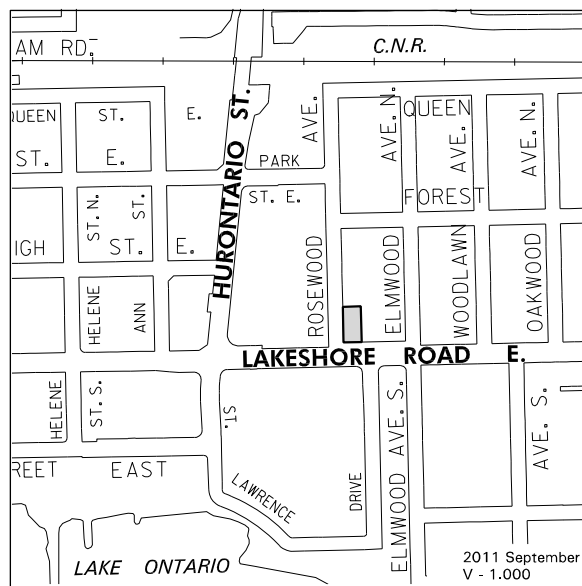 AM RD.
C.N.R.
QUEEN ST. E.
HURONTARIO ST.
AVE.
AVE. N.
QUEEN
AVE. N.
AVE. N.
ST. E.
PARK
ST. E.
FOREST
ST. N.
ST.
IGH ST. E.
ROSEWOOD
ELMWOOD
WOODLAWN
OAKWOOD
HELENE
ANN
LAKESHORE ROAD E.
HELENE
ST. S.
ST.
ELMWOOD AVE. S.
AVE. S.
REET EAST
LAWRENCE
DRIVE
LAKE ONTARIO
2011 September
V - 1.000